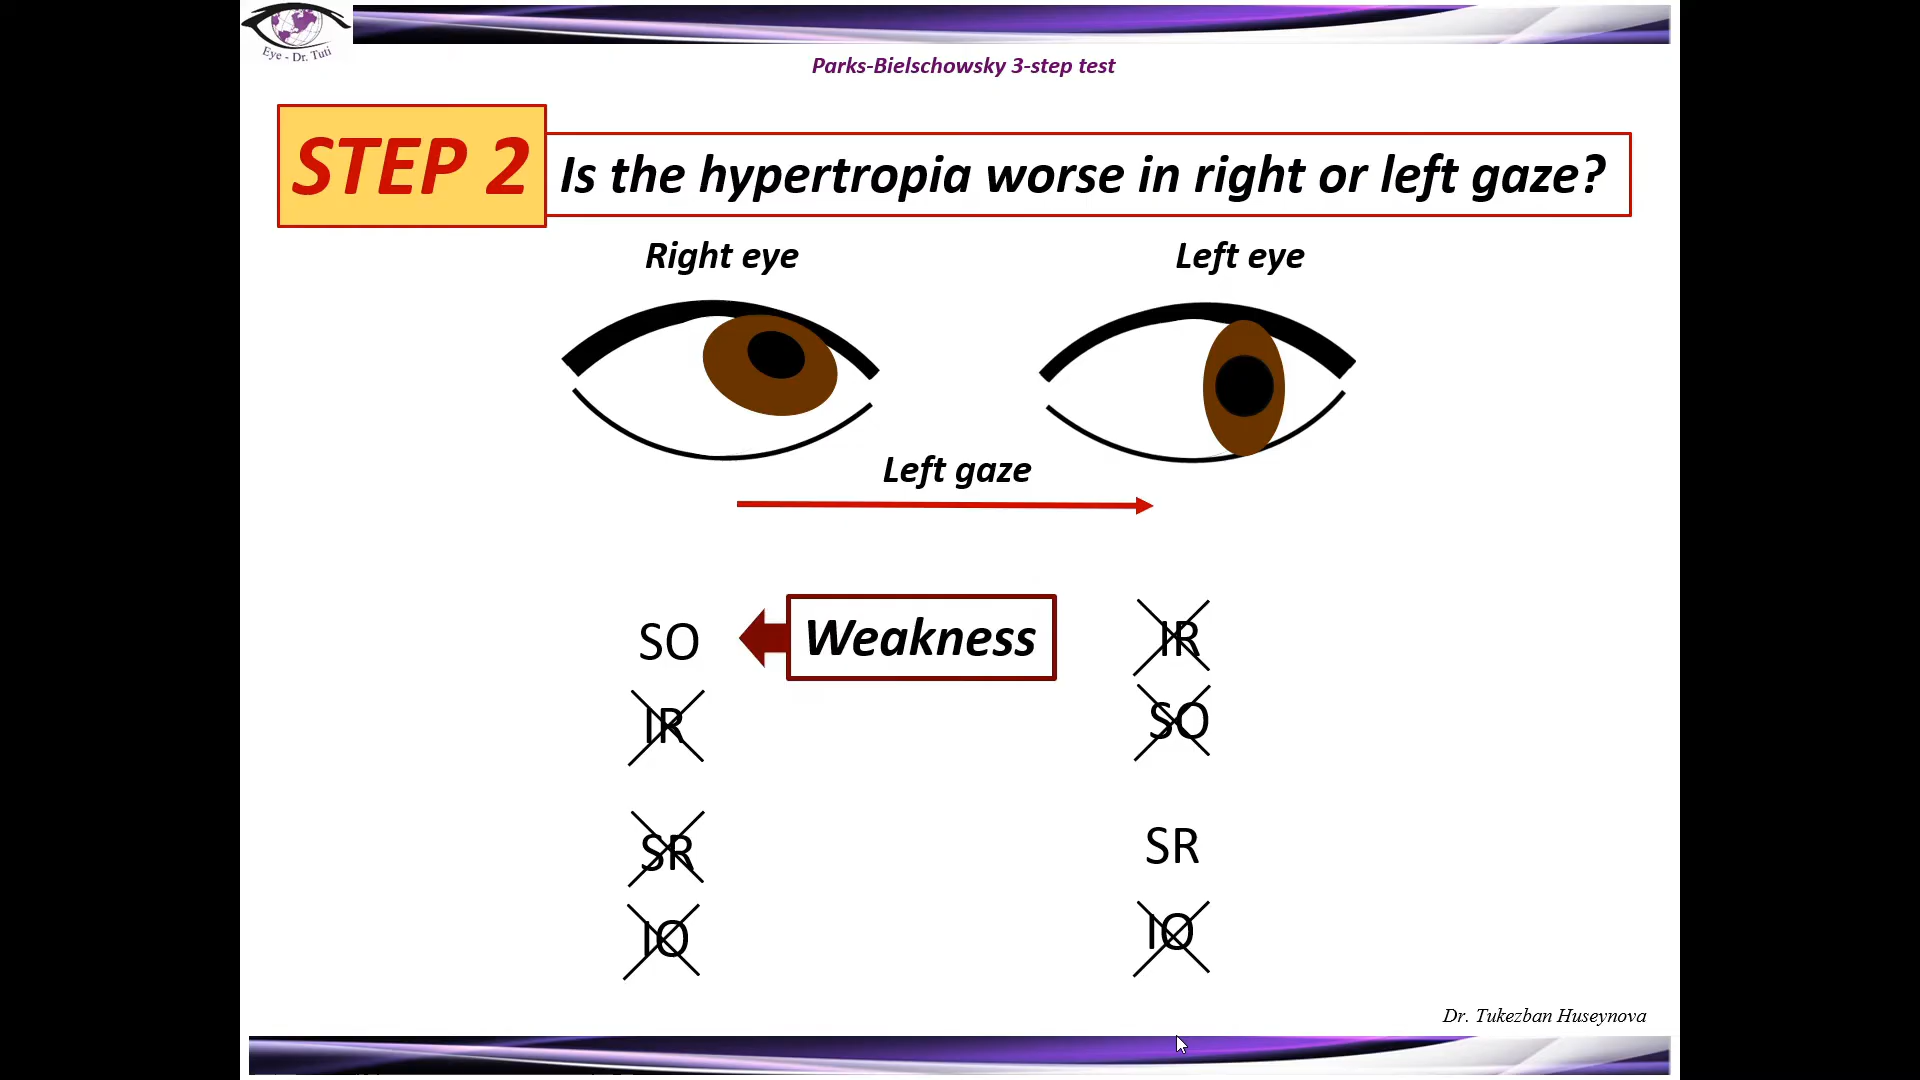 Eye - Dr. Tuti
Parks-Bielschowsky 3-step test
STEP 2
Is the hypertropia worse in right or left gaze?
Right eye
Left eye
Left gaze
SO
Weakness
IR
IR
SO
SR
SR
IO
IO
Dr. Tukezban Huseynova